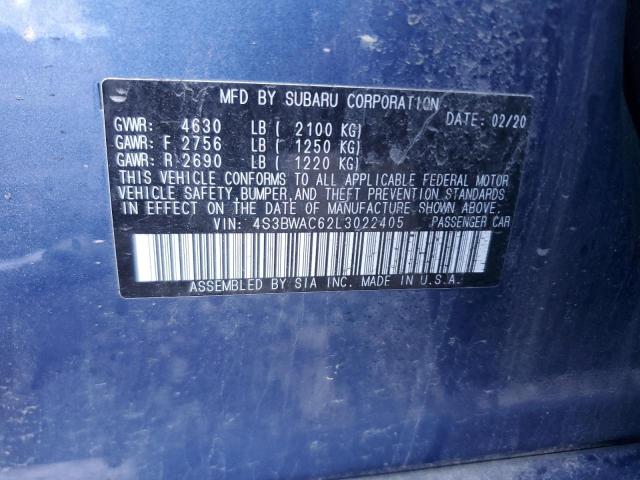 MFD BY SUBARU CORPORATION
DATE: 02/20
GVWR: 4630 LB ( 2100 KG)
GAWR: F 2756 LB ( 1250 KG)
GAWR: R 2690 LB ( 1220 KG)
THIS VEHICLE CONFORMS TO ALL APPLICABLE FEDERAL MOTOR
VEHICLE SAFETY, BUMPER, AND THEFT PREVENTION STANDARDS
IN EFFECT ON THE DATE OF MANUFACTURE SHOWN ABOVE.
VIN: 4S3BWAC62L3022405 PASSENGER CAR
ASSEMBLED BY SIA INC. MADE IN U.S.A.